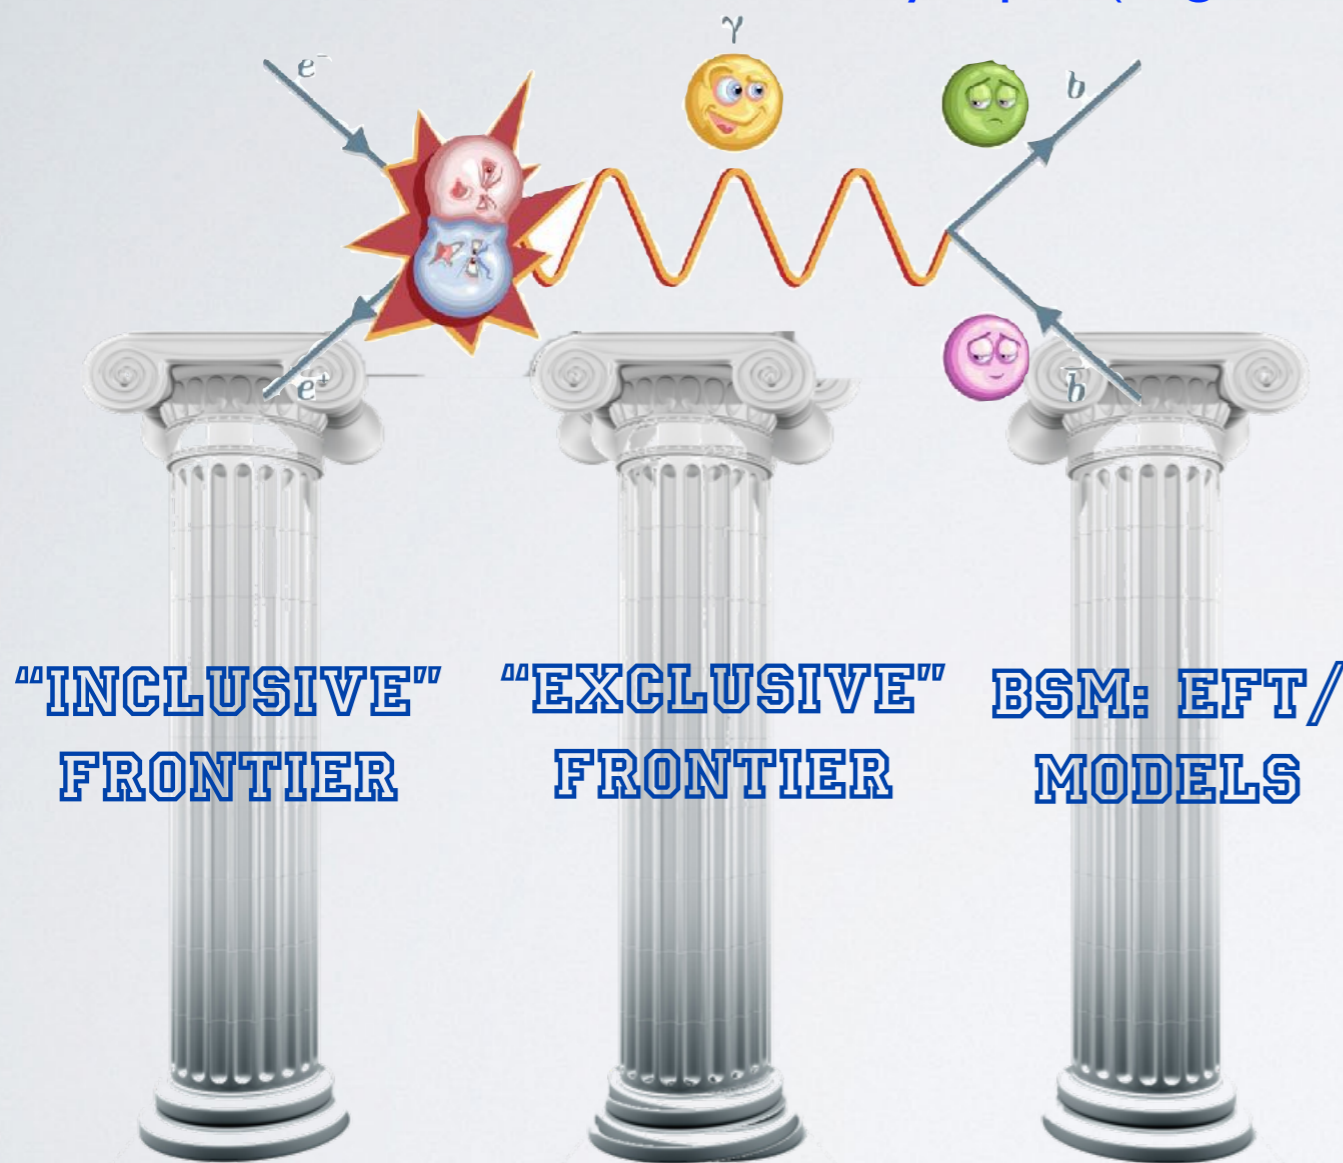 γ
e⁻
b
e⁺
b̄
“INCLUSIVE”
FRONTIER
“EXCLUSIVE”
FRONTIER
BSM: EFT/
MODELS